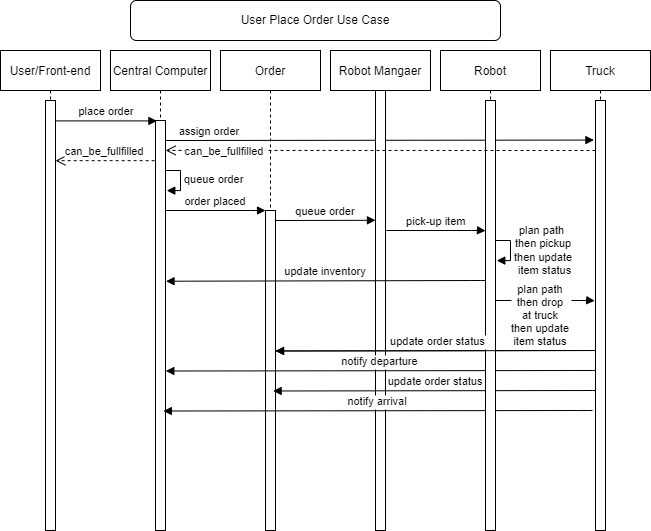 User Place Order Use Case
User/Front-end
Central Computer
Order
Robot Mangaer
Robot
Truck
place order
assign order
can_be_fullfilled
can_be_fullfilled
queue order
order placed
queue order
pick-up item
plan path
then pickup
then update
item status
update inventory
plan path
then drop
at truck
then update
item status
update order status
notify departure
update order status
notify arrival